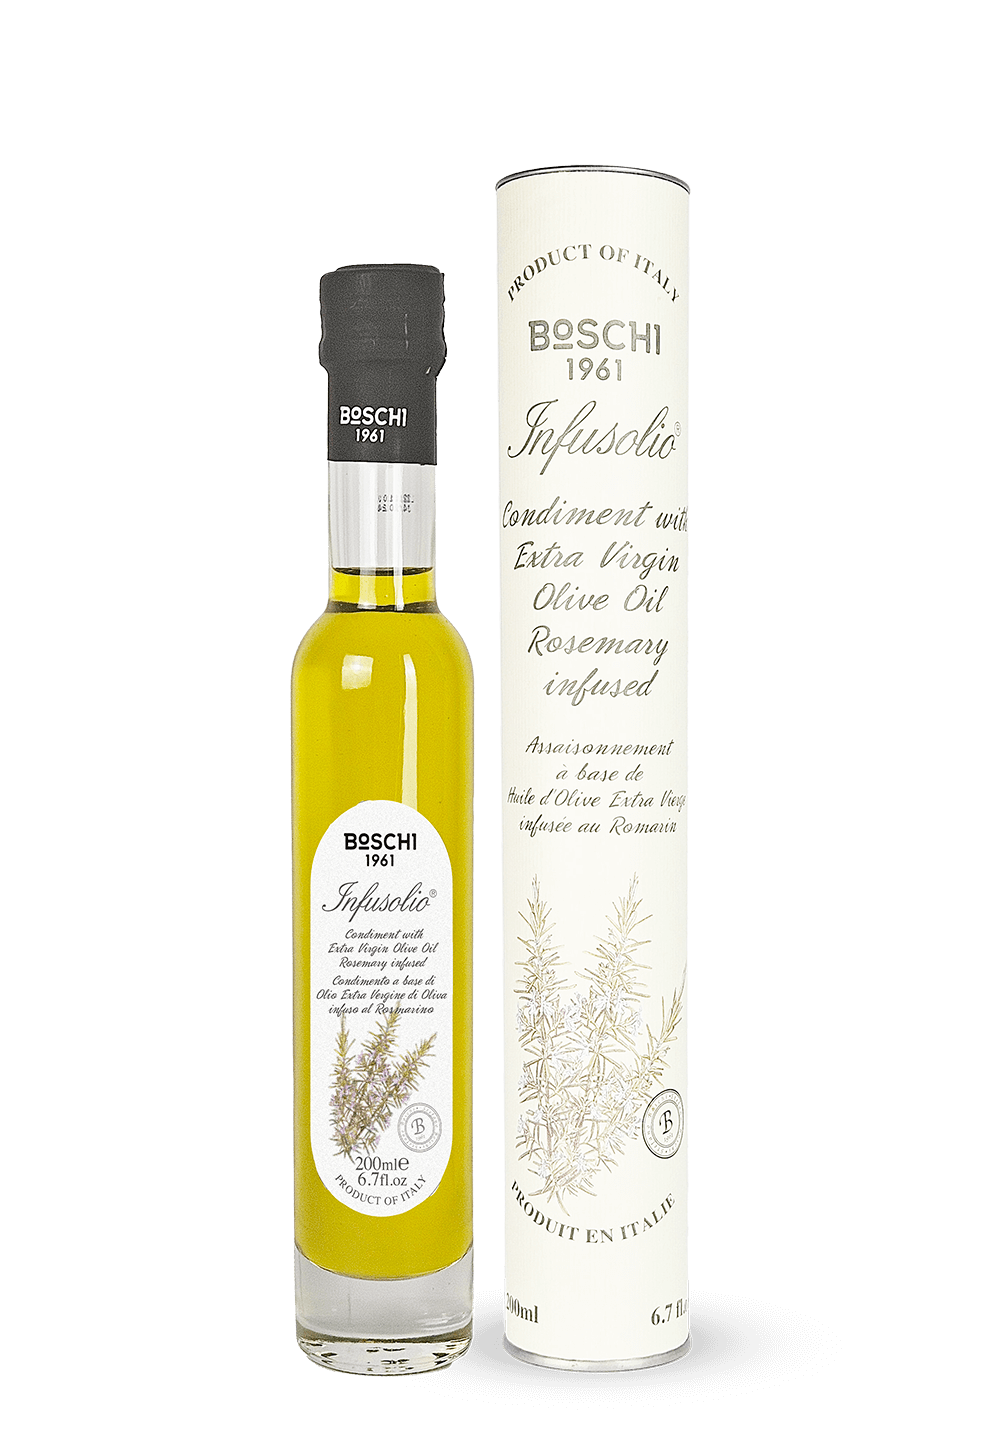 BoSCHI
1961
BoSCHI
1961
Infusolio®
Condiment with
Extra Virgin Olive Oil
Rosemary infused
Condimento a base di
Olio Extra Vergine di Oliva
infuso al Rosmarino
B
200ml℮
6.7fl.oz
PRODUCT OF ITALY
PRODUCT OF ITALY
BoSCHI
1961
Infusolio®
Condiment with
Extra Virgin
Olive Oil
Rosemary
infused
Assaisonnement
à base de
Huile d'Olive Extra Vierge
infusée au Romarin
B
PRODUIT EN ITALIE
200ml
6.7 fl.